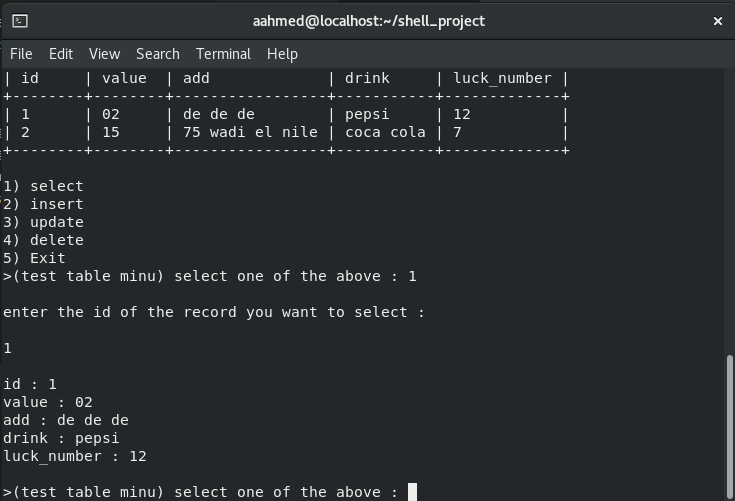 aahmed@localhost:~/shell_project
File Edit View Search Terminal Help
| id     | value  | add             | drink     | luck_number |
+--------+--------+-----------------+-----------+-------------+
| 1      | 02     | de de de        | pepsi     | 12          |
| 2      | 15     | 75 wadi el nile | coca cola | 7           |
+--------+--------+-----------------+-----------+-------------+
1) select
2) insert
3) update
4) delete
5) Exit
>(test table minu) select one of the above : 1
enter the id of the record you want to select :
1
id : 1
value : 02
add : de de de
drink : pepsi
luck_number : 12
>(test table minu) select one of the above :